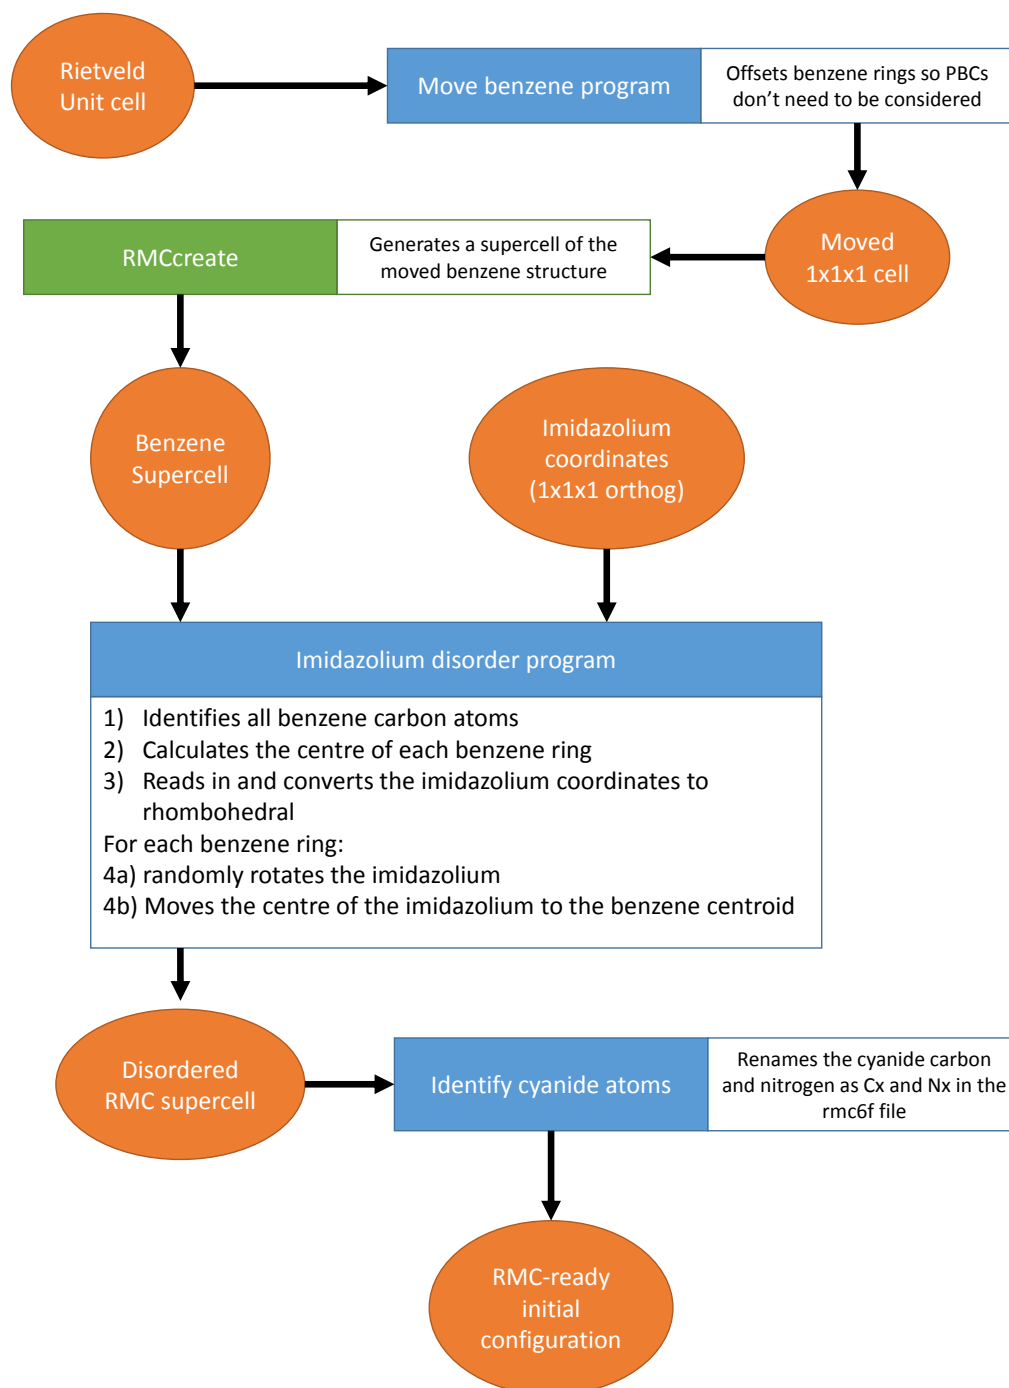 Rietveld
Unit cell
Move benzene program
Offsets benzene rings so PBCs
don’t need to be considered
RMCcreate
Generates a supercell of the
moved benzene structure
Moved
1x1x1 cell
Benzene
Supercell
Imidazolium
coordinates
(1x1x1 orthog)
Imidazolium disorder program
1) Identifies all benzene carbon atoms
2) Calculates the centre of each benzene ring
3) Reads in and converts the imidazolium coordinates to
rhombohedral
For each benzene ring:
4a) randomly rotates the imidazolium
4b) Moves the centre of the imidazolium to the benzene centroid
Disordered
RMC supercell
Identify cyanide atoms
Renames the cyanide carbon
and nitrogen as Cx and Nx in the
rmc6f file
RMC-ready
initial
configuration